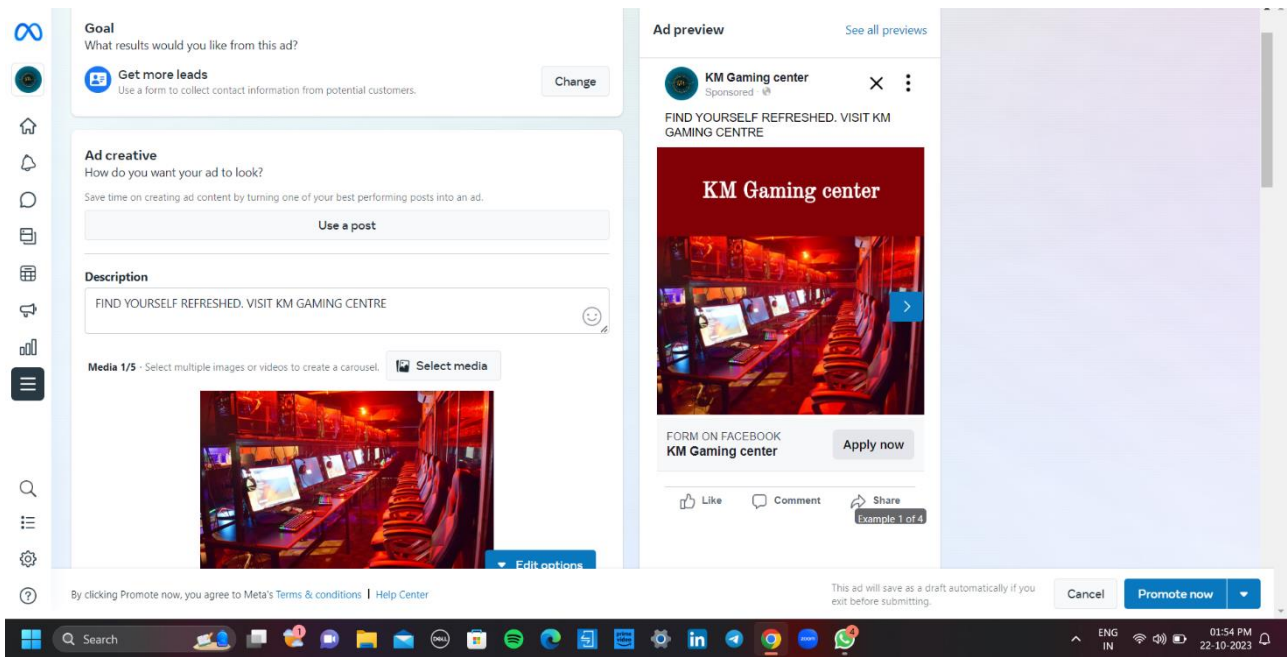 Goal
What results would you like from this ad?
Get more leads
Use a form to collect contact information from potential customers.
Change
Ad creative
How do you want your ad to look?
Save time on creating ad content by turning one of your best performing posts into an ad.
Use a post
Description
FIND YOURSELF REFRESHED. VISIT KM GAMING CENTRE
Media 1/5 · Select multiple images or videos to create a carousel.
Select media
Edit options
Ad preview
See all previews
KM Gaming center
Sponsored ·
FIND YOURSELF REFRESHED. VISIT KM
GAMING CENTRE
KM Gaming center
FORM ON FACEBOOK
KM Gaming center
Apply now
Like
Comment
Share
Example 1 of 4
By clicking Promote now, you agree to Meta's Terms & conditions | Help Center
This ad will save as a draft automatically if you
exit before submitting.
Cancel
Promote now
Search
DELL
prime
video
in
zoom
4
ENG
IN
01:54 PM
22-10-2023